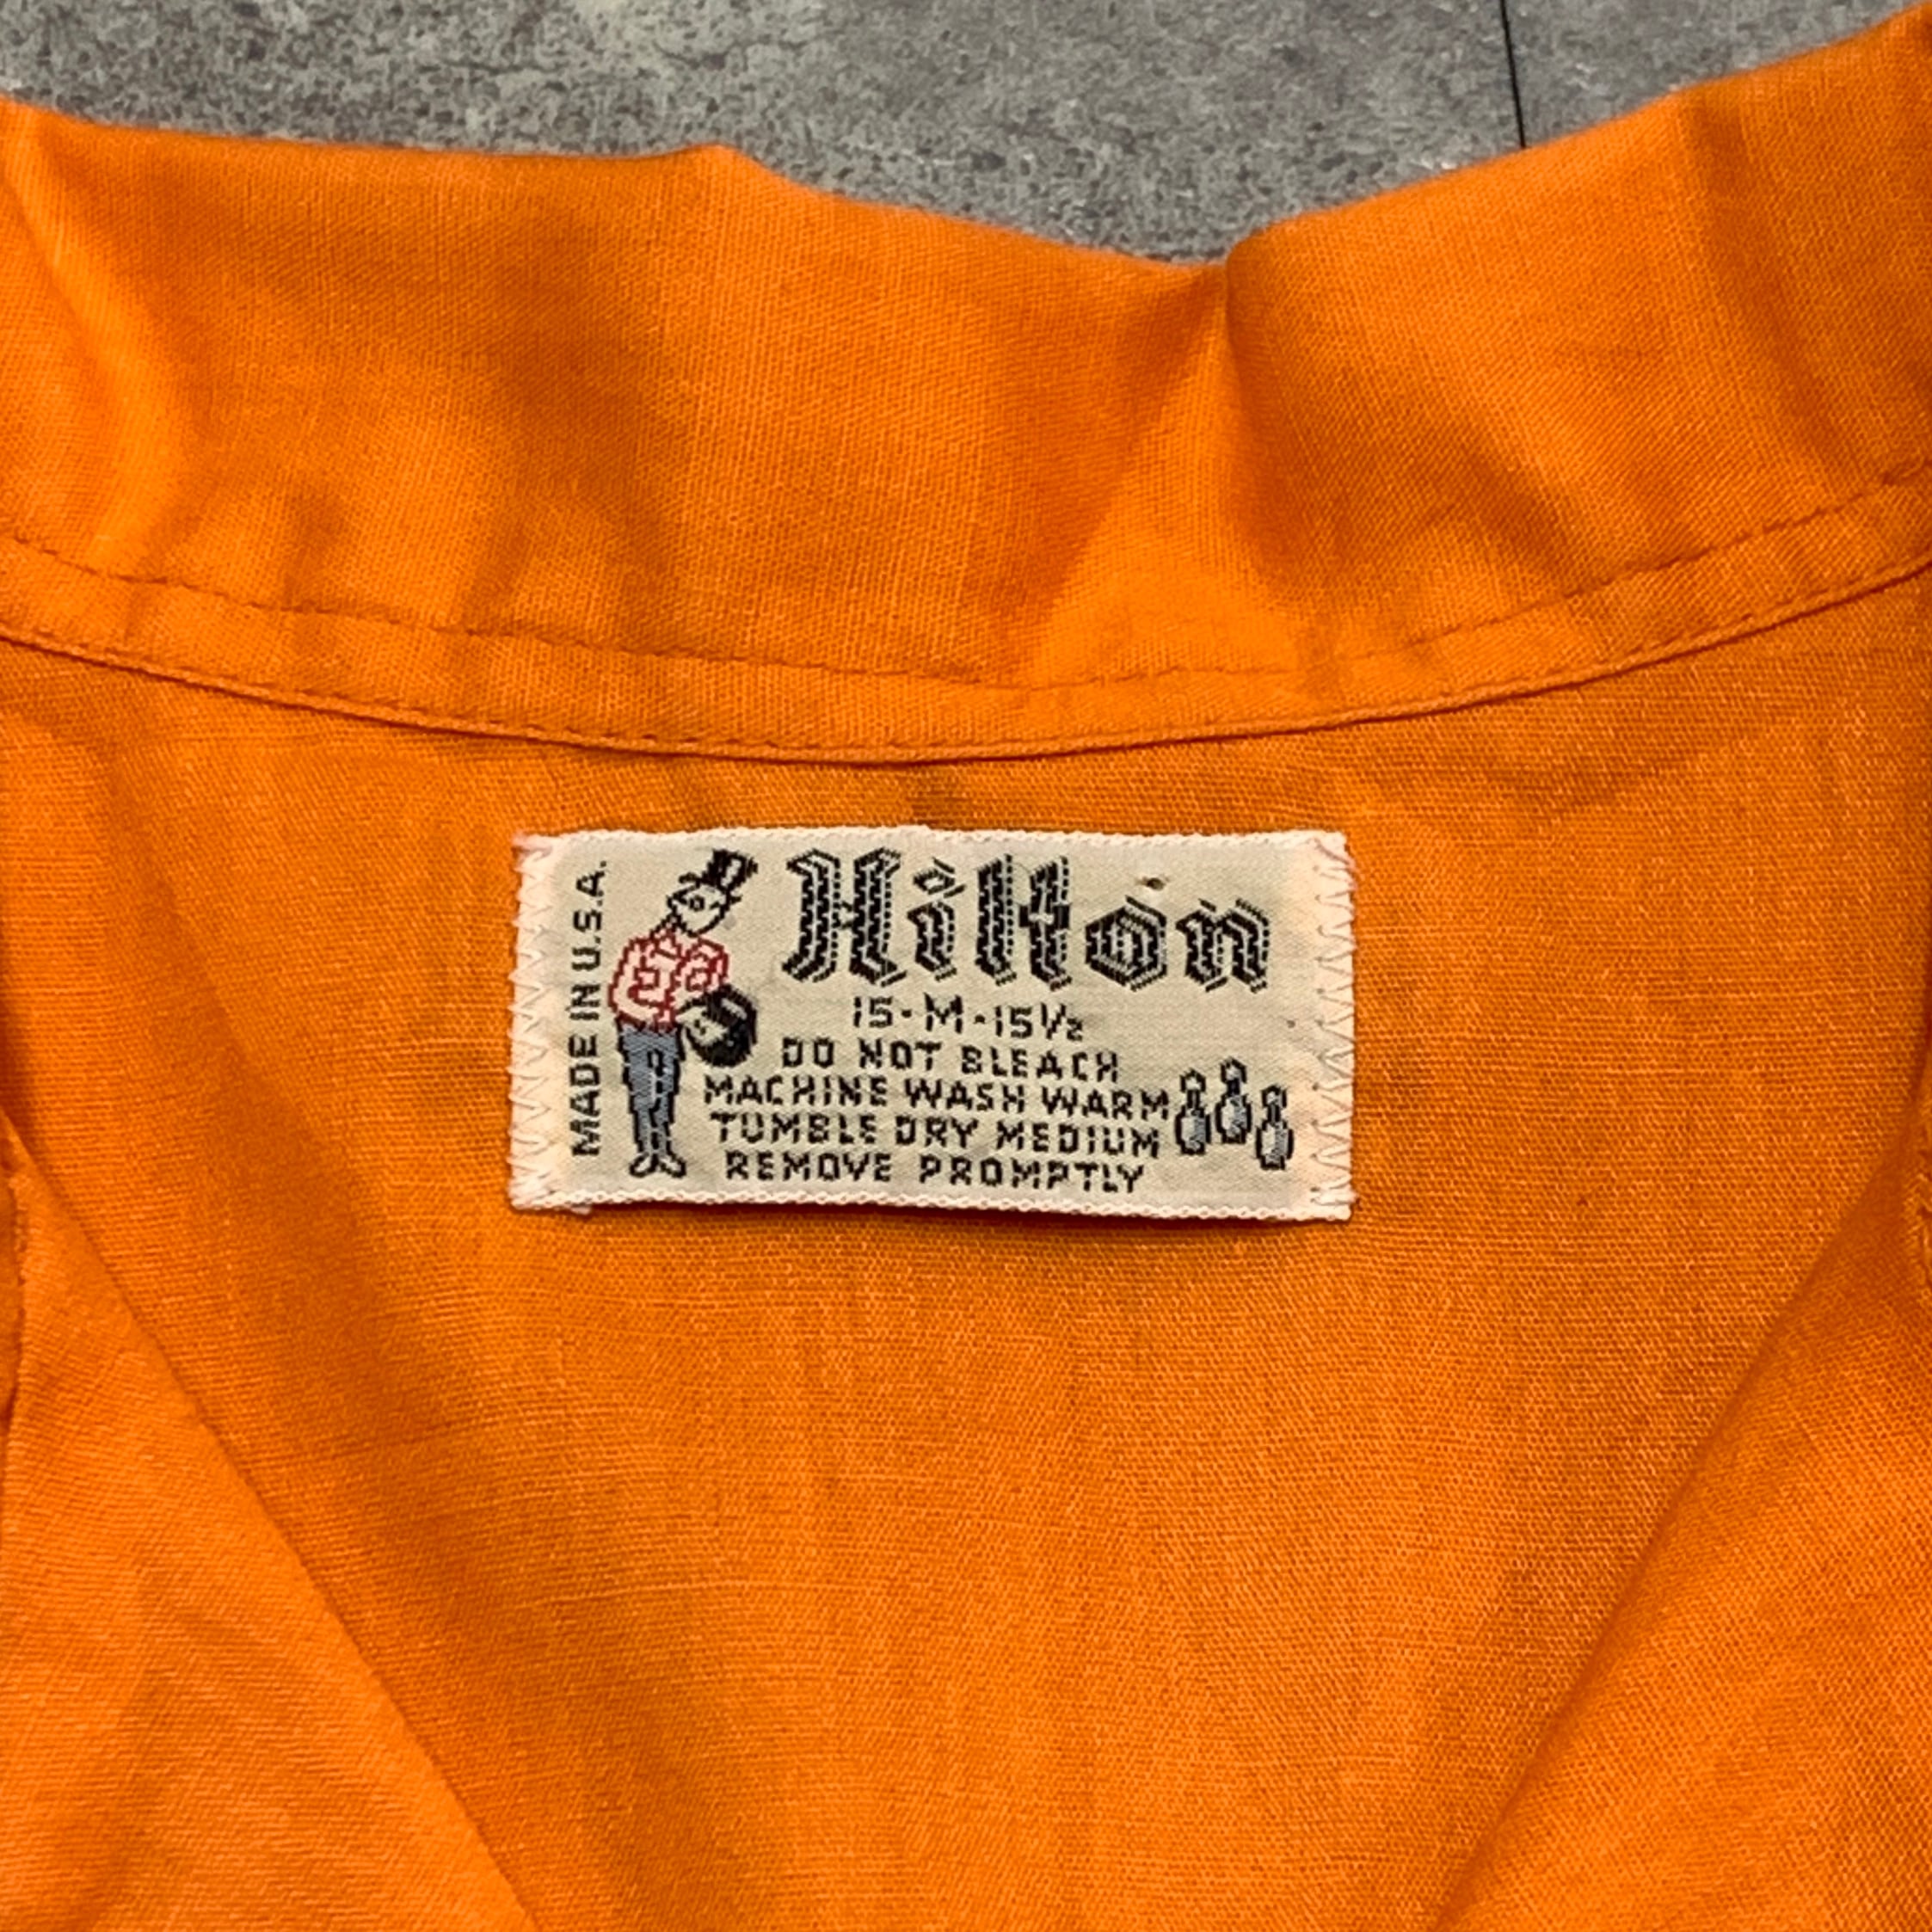 MADE IN U.S.A.
Hilton
15-M-15½
DO NOT BLEACH
MACHINE WASH WARM
TUMBLE DRY MEDIUM
REMOVE PROMPTLY